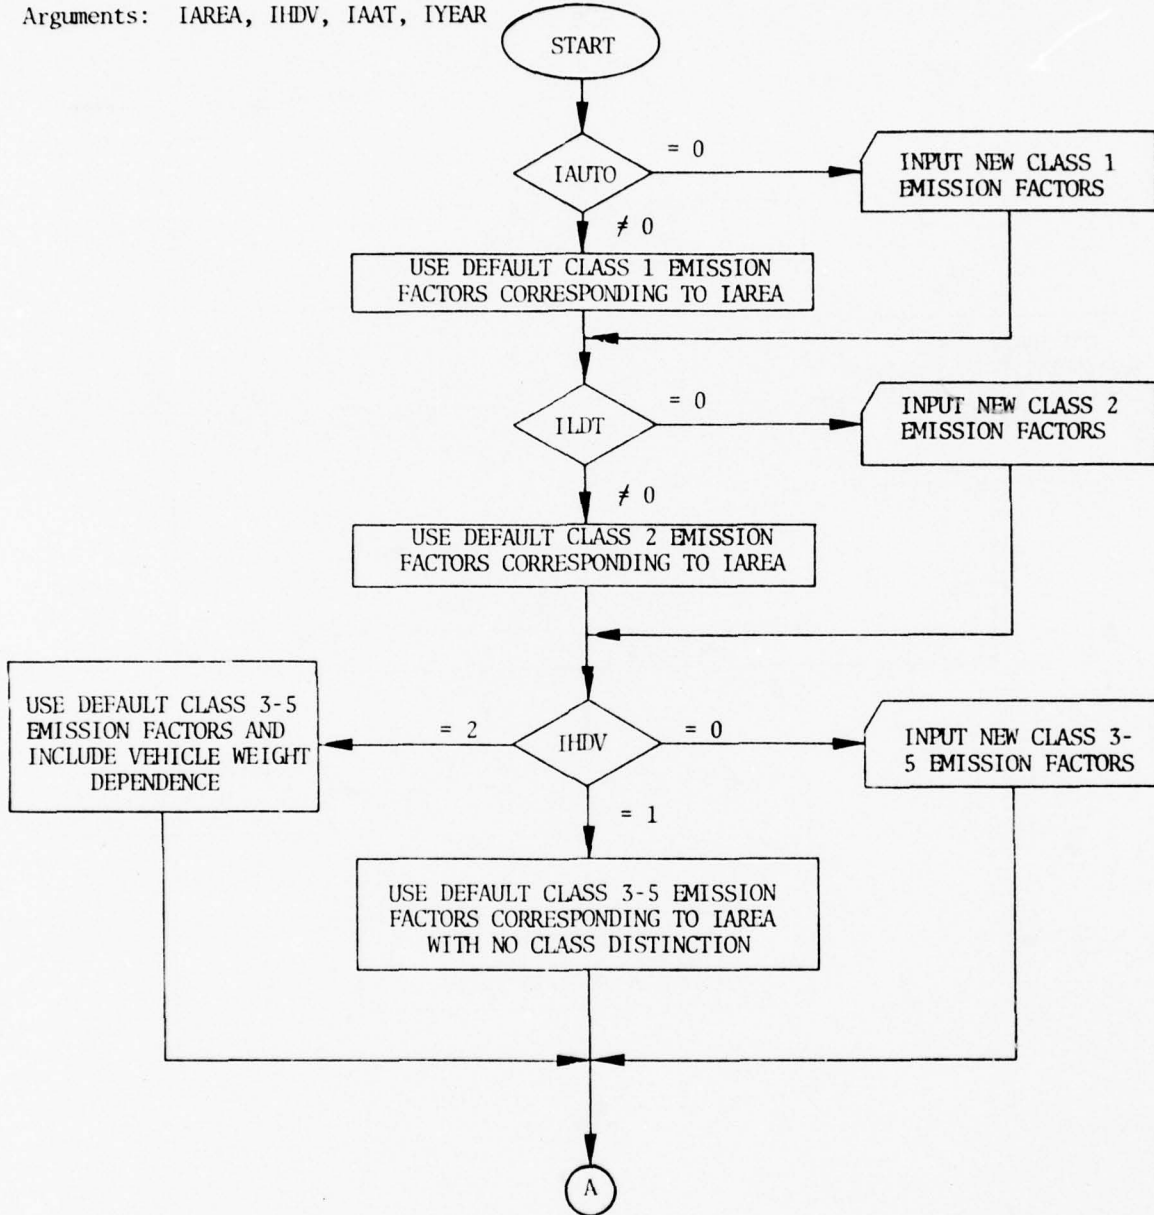 Arguments: IAREA, IHDV, IAAT, IYEAR
START
IAUTO
= 0
INPUT NEW CLASS 1
EMISSION FACTORS
≠ 0
USE DEFAULT CLASS 1 EMISSION
FACTORS CORRESPONDING TO IAREA
ILDT
= 0
INPUT NEW CLASS 2
EMISSION FACTORS
≠ 0
USE DEFAULT CLASS 2 EMISSION
FACTORS CORRESPONDING TO IAREA
USE DEFAULT CLASS 3-5
EMISSION FACTORS AND
INCLUDE VEHICLE WEIGHT
DEPENDENCE
= 2
IHDV
= 0
INPUT NEW CLASS 3-
5 EMISSION FACTORS
= 1
USE DEFAULT CLASS 3-5 EMISSION
FACTORS CORRESPONDING TO IAREA
WITH NO CLASS DISTINCTION
A